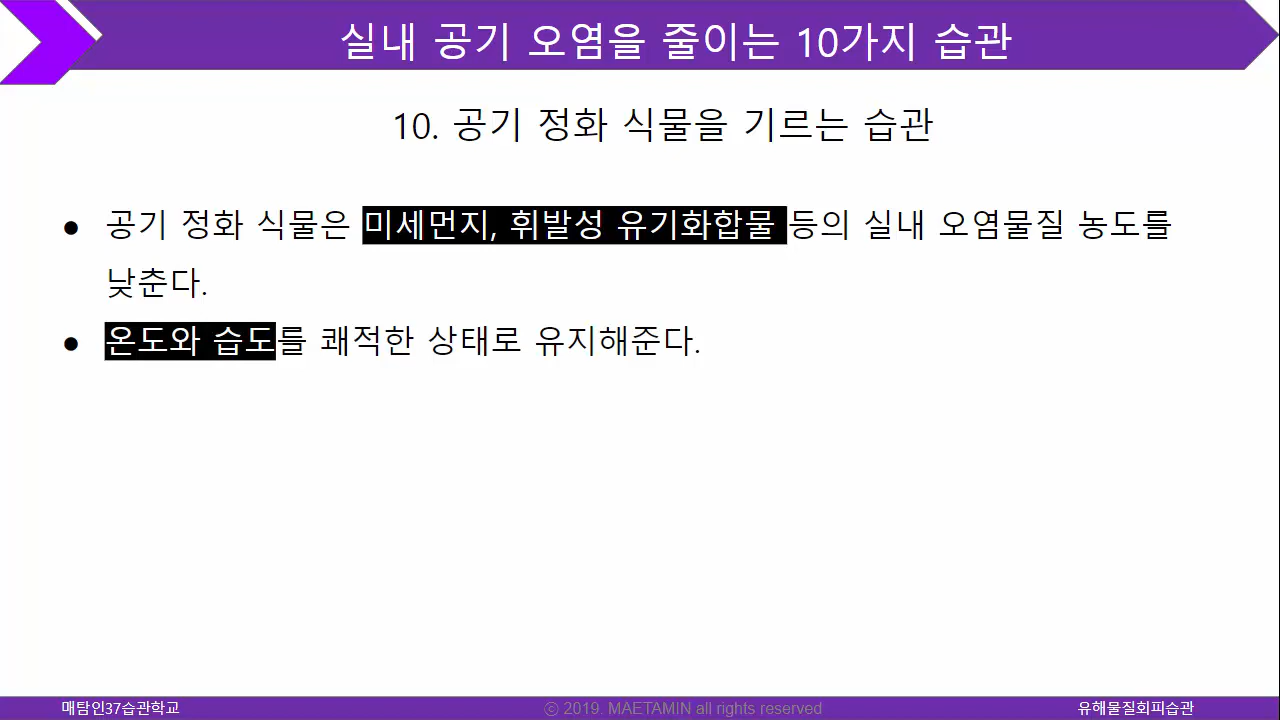 실내 공기 오염을 줄이는 10가지 습관
10. 공기 정화 식물을 기르는 습관
● 공기 정화 식물은 미세먼지, 휘발성 유기화합물 등의 실내 오염물질 농도를
낮춘다.
● 온도와 습도를 쾌적한 상태로 유지해준다.
매탐인37습관학교
ⓒ 2019. MAETAMIN all rights reserved
유해물질회피습관